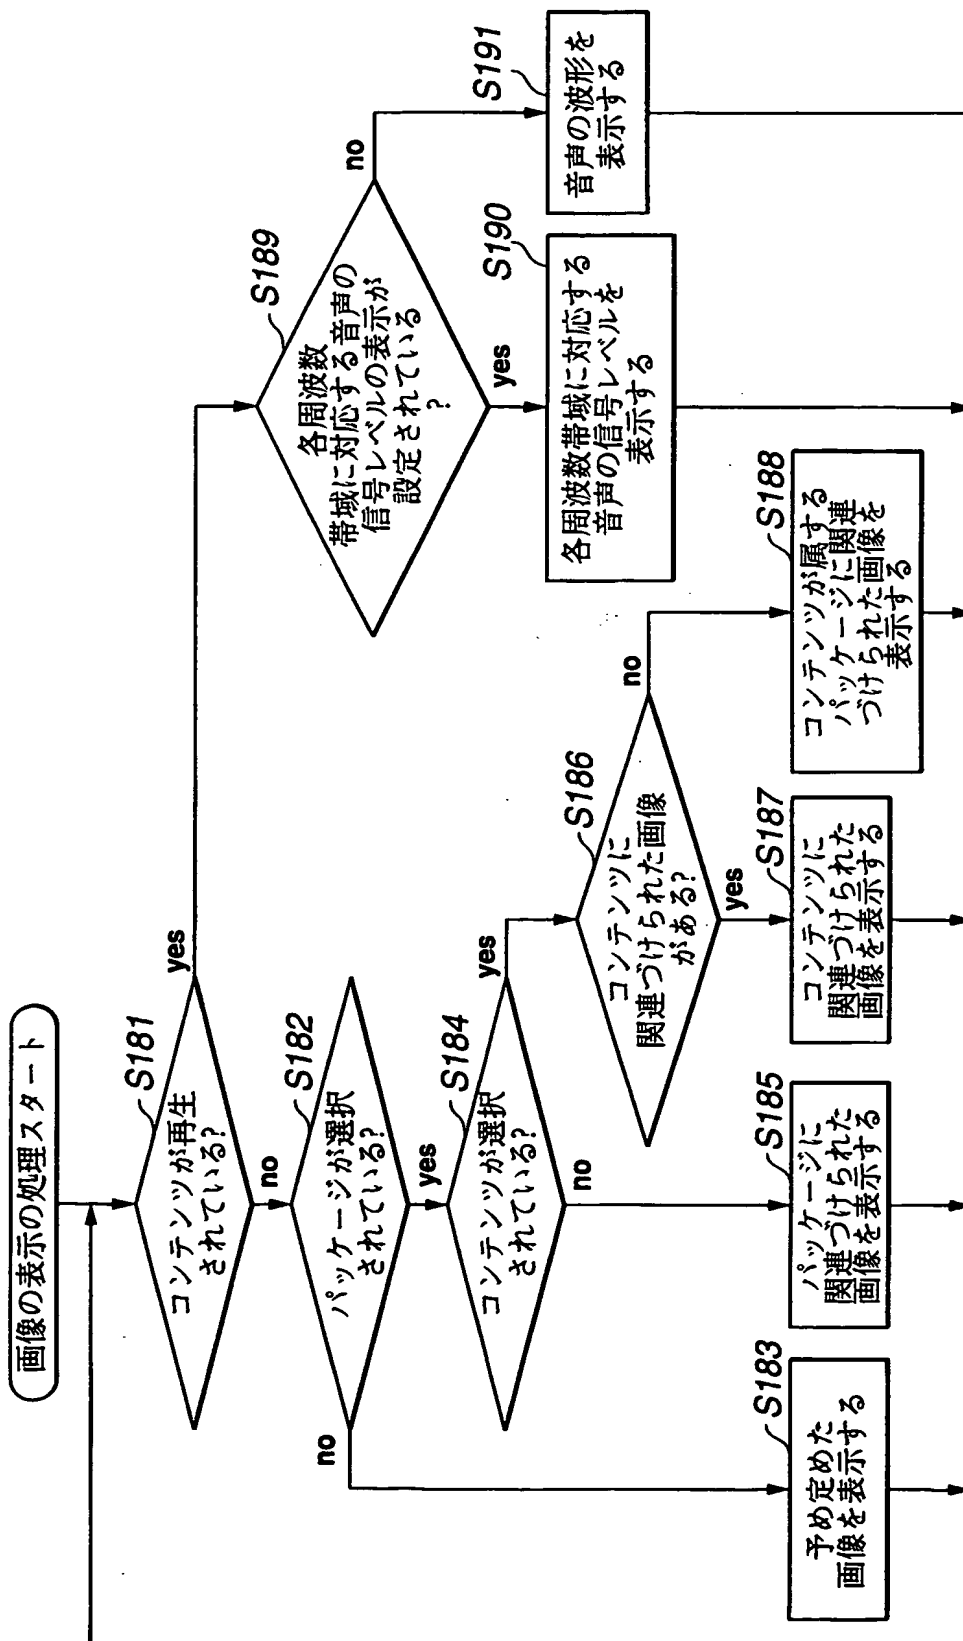 画像の表示の処理スタート
S181
コンテンツが再生
されている?
yes
no
S182
パッケージが選択
されている?
no
yes
S184
コンテンツが選択
されている?
yes
no
S189
各周波数
帯域に対応する音声の
信号レベルの表示が
設定されている
?
no
yes
S186
コンテンツに
関連づけられた画像
がある?
no
yes
S183
予め定めた
画像を表示する
S185
パッケージに
関連づけられた
画像を表示する
S187
コンテンツに
関連づけられた
画像を表示する
S188
コンテンツが属する
パッケージに関連
づけられた画像を
表示する
S190
各周波数帯域に対応する
音声の信号レベルを
表示する
S191
音声の波形を
表示する